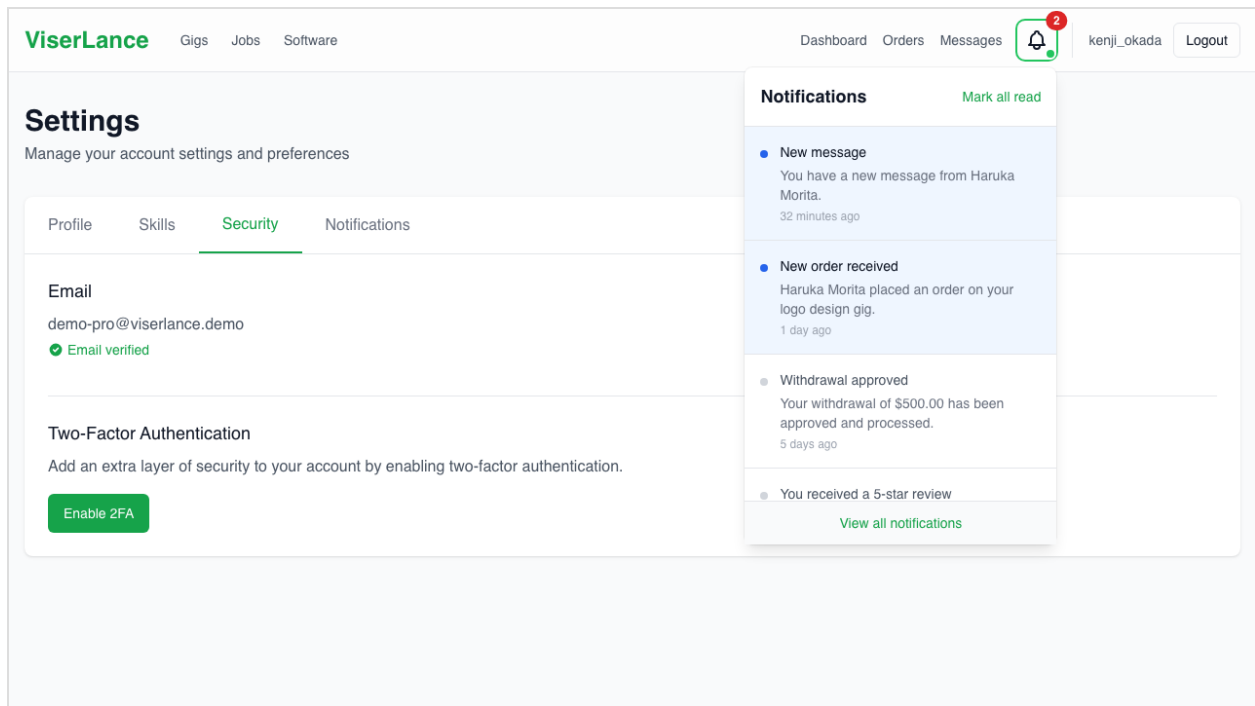 ViserLance
Gigs
Jobs
Software
Dashboard
Orders
Messages
2
kenji_okada
Logout
Settings
Manage your account settings and preferences
Profile
Skills
Security
Notifications
Email
demo-pro@viserlance.demo
Email verified
Two-Factor Authentication
Add an extra layer of security to your account by enabling two-factor authentication.
Enable 2FA
Notifications
Mark all read
New message
You have a new message from Haruka
Morita.
32 minutes ago
New order received
Haruka Morita placed an order on your
logo design gig.
1 day ago
Withdrawal approved
Your withdrawal of $500.00 has been
approved and processed.
5 days ago
You received a 5-star review
View all notifications